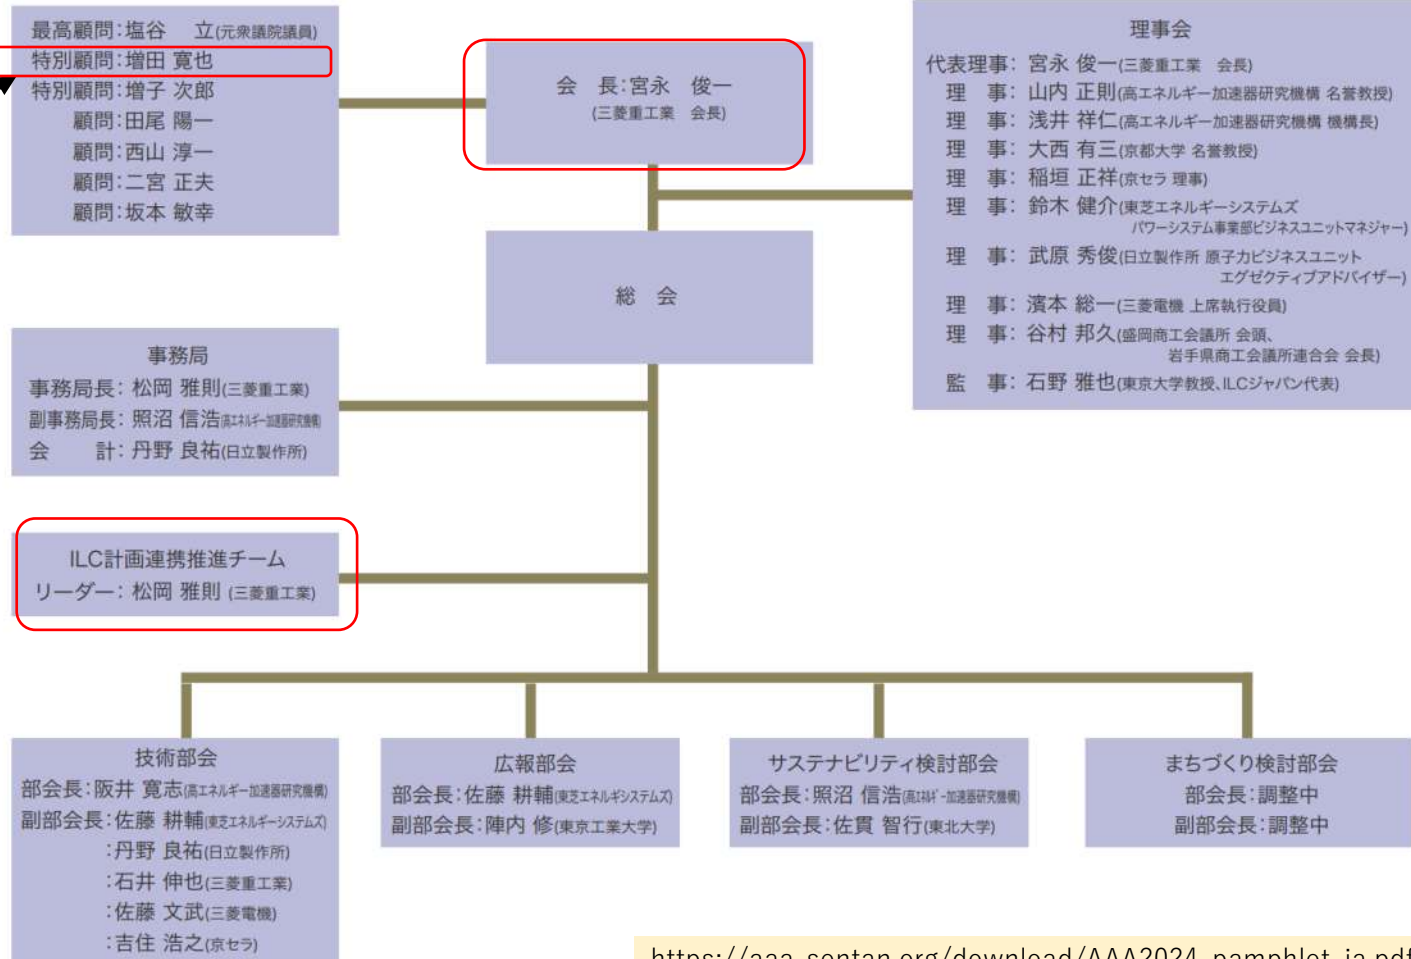 最高顧問:塩谷 立(元衆議院議員)
特別顧問:増田 寛也
特別顧問:増子 次郎
顧問:田尾 陽一
顧問:西山 淳一
顧問:二宮 正夫
顧問:坂本 敏幸
会 長:宮永 俊一
(三菱重工業 会長)
理事会
代表理事: 宮永 俊一(三菱重工業 会長)
理 事: 山内 正則(高エネルギー加速器研究機構 名誉教授)
理 事: 浅井 祥仁(高エネルギー加速器研究機構 機構長)
理 事: 大西 有三(京都大学 名誉教授)
理 事: 稲垣 正祥(京セラ 理事)
理 事: 鈴木 健介(東芝エネルギーシステムズ
パワーシステム事業部ビジネスユニットマネジャー)
理 事: 武原 秀俊(日立製作所 原子力ビジネスユニット
エグゼクティブアドバイザー)
理 事: 濱本 総一(三菱電機 上席執行役員)
理 事: 谷村 邦久(盛岡商工会議所 会頭、
岩手県商工会議所連合会 会長)
監 事: 石野 雅也(東京大学教授、ILCジャパン代表)
総 会
事務局
事務局長: 松岡 雅則(三菱重工業)
副事務局長: 照沼 信浩(高エネルギー加速器研究機構)
会 計: 丹野 良祐(日立製作所)
ILC計画連携推進チーム
リーダー: 松岡 雅則 (三菱重工業)
技術部会
部会長:阪井 寛志(高エネルギー加速器研究機構)
副部会長:佐藤 耕輔(東芝エネルギーシステムズ)
:丹野 良祐(日立製作所)
:石井 伸也(三菱重工業)
:佐藤 文武(三菱電機)
:吉住 浩之(京セラ)
広報部会
部会長:佐藤 耕輔(東芝エネルギシステムズ)
副部会長:陣内 修(東京工業大学)
サステナビリティ検討部会
部会長:照沼 信浩(高エネルギー加速器研究機構)
副部会長:佐貫 智行(東北大学)
まちづくり検討部会
部会長:調整中
副部会長:調整中
https://aaa-sentan.org/download/AAA2024_pamphlet_ja.pdf